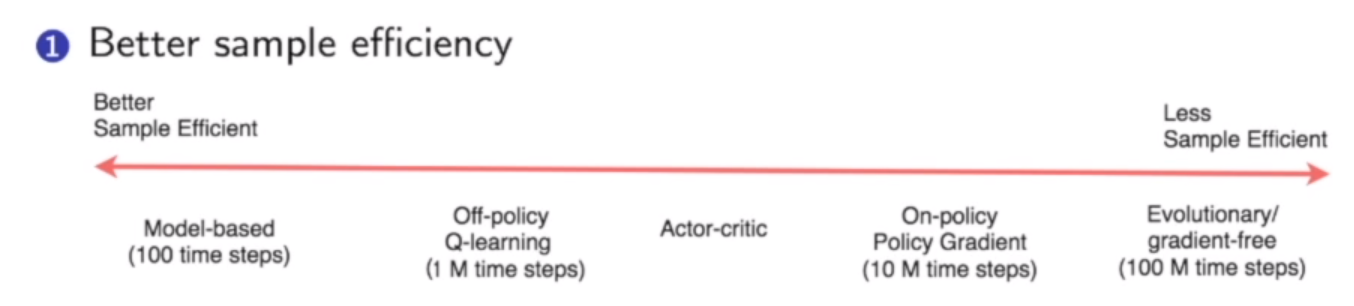 1 Better sample efficiency
Better
Sample Efficient
Less
Sample Efficient
Model-based
(100 time steps)
Off-policy
Q-learning
(1 M time steps)
Actor-critic
On-policy
Policy Gradient
(10 M time steps)
Evolutionary/
gradient-free
(100 M time steps)